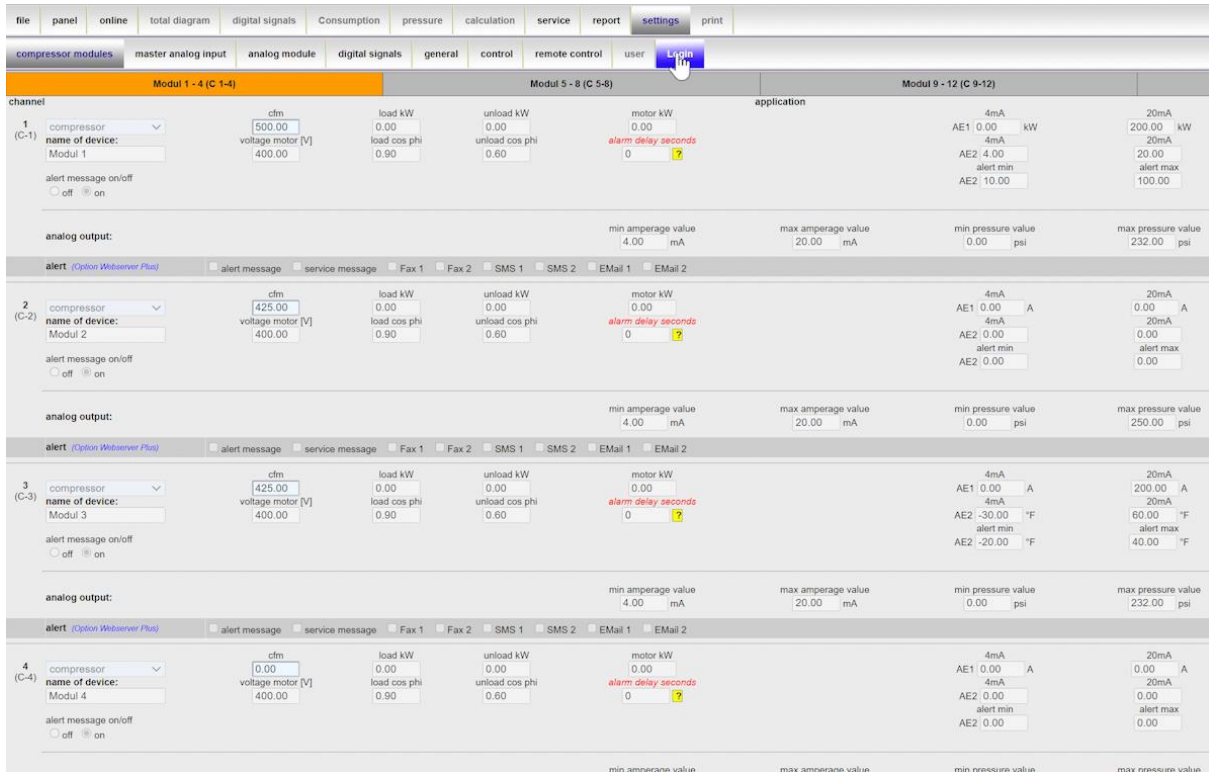 file panel online total diagram digital signals Consumption pressure calculation service report settings print
compressor modules master analog input analog module digital signals general control remote control user Login
Modul 1 - 4 (C 1-4) Modul 5 - 8 (C 5-8) Modul 9 - 12 (C 9-12)
channel application
cfm load kW unload kW motor kW 4mA 20mA
1 compressor 500.00 0.00 0.00 0.00 AE1 0.00 kW 200.00 kW
(C-1) name of device: voltage motor [V] load cos phi unload cos phi alarm delay seconds 4mA 20mA
Modul 1 400.00 0.90 0.60 0 ? AE2 4.00 20.00
alert min alert max
alert message on/off AE2 10.00 100.00
off on
min amperage value max amperage value min pressure value max pressure value
analog output: 4.00 mA 20.00 mA 0.00 psi 232.00 psi
alert (Option Webserver Plus) alert message service message Fax 1 Fax 2 SMS 1 SMS 2 EMail 1 EMail 2
cfm load kW unload kW motor kW 4mA 20mA
2 compressor 425.00 0.00 0.00 0.00 AE1 0.00 A 0.00 A
(C-2) name of device: voltage motor [V] load cos phi unload cos phi alarm delay seconds 4mA 20mA
Modul 2 400.00 0.90 0.60 0 ? AE2 0.00 0.00
alert min alert max
alert message on/off AE2 0.00 0.00
off on
min amperage value max amperage value min pressure value max pressure value
analog output: 4.00 mA 20.00 mA 0.00 psi 250.00 psi
alert (Option Webserver Plus) alert message service message Fax 1 Fax 2 SMS 1 SMS 2 EMail 1 EMail 2
cfm load kW unload kW motor kW 4mA 20mA
3 compressor 425.00 0.00 0.00 0.00 AE1 0.00 A 200.00 A
(C-3) name of device: voltage motor [V] load cos phi unload cos phi alarm delay seconds 4mA 20mA
Modul 3 400.00 0.90 0.60 0 ? AE2 -30.00 °F 60.00 °F
alert min alert max
alert message on/off AE2 -20.00 °F 40.00 °F
off on
min amperage value max amperage value min pressure value max pressure value
analog output: 4.00 mA 20.00 mA 0.00 psi 232.00 psi
alert (Option Webserver Plus) alert message service message Fax 1 Fax 2 SMS 1 SMS 2 EMail 1 EMail 2
cfm load kW unload kW motor kW 4mA 20mA
4 compressor 0.00 0.00 0.00 0.00 AE1 0.00 A 0.00 A
(C-4) name of device: voltage motor [V] load cos phi unload cos phi alarm delay seconds 4mA 20mA
Modul 4 400.00 0.90 0.60 0 ? AE2 0.00 0.00
alert min alert max
alert message on/off AE2 0.00 0.00
off on
min amperage value max amperage value min pressure value max pressure value